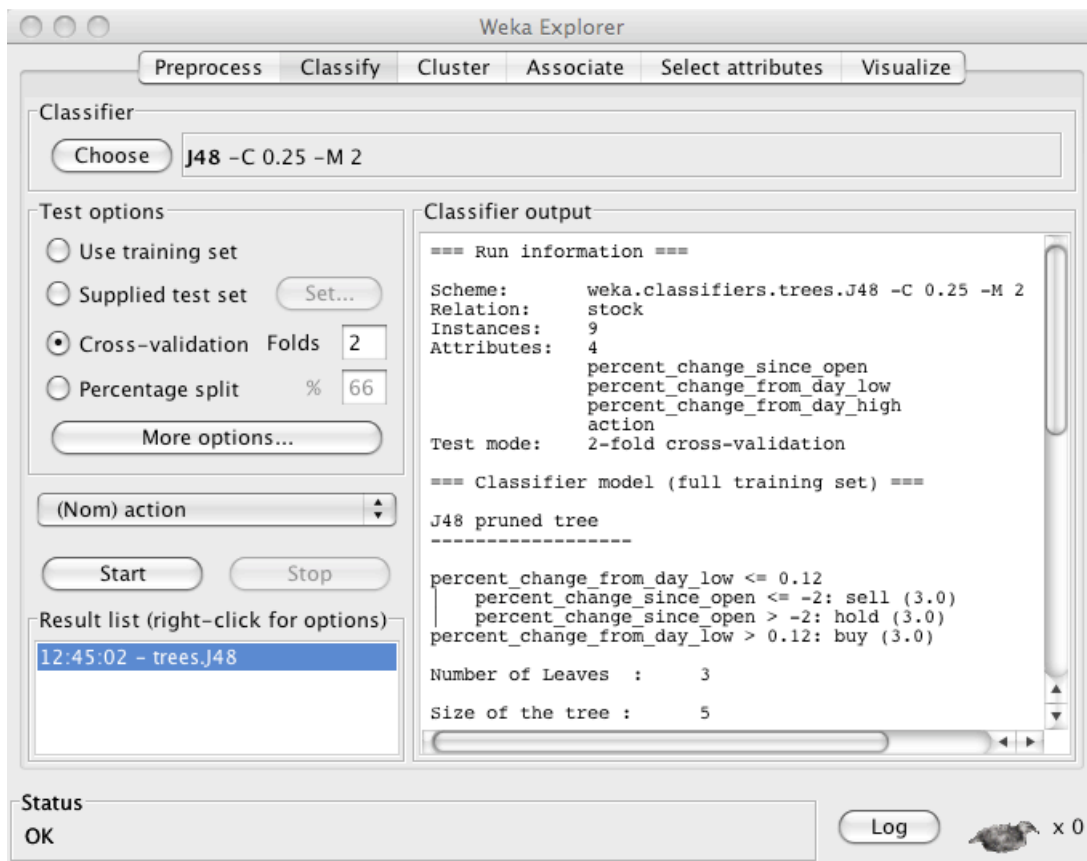 Weka Explorer
Preprocess Classify Cluster Associate Select attributes Visualize
Classifier
Choose J48 -C 0.25 -M 2
Test options
Use training set
Supplied test set Set...
Cross-validation Folds 2
Percentage split % 66
More options...
(Nom) action
Start Stop
Result list (right-click for options)
12:45:02 - trees.J48
Classifier output
=== Run information ===
Scheme: weka.classifiers.trees.J48 -C 0.25 -M 2
Relation: stock
Instances: 9
Attributes: 4
percent_change_since_open
percent_change_from_day_low
percent_change_from_day_high
action
Test mode: 2-fold cross-validation
=== Classifier model (full training set) ===
J48 pruned tree
------------------
percent_change_from_day_low <= 0.12
|   percent_change_since_open <= -2: sell (3.0)
|   percent_change_since_open > -2: hold (3.0)
percent_change_from_day_low > 0.12: buy (3.0)
Number of Leaves : 3
Size of the tree : 5
Status
OK
Log x 0